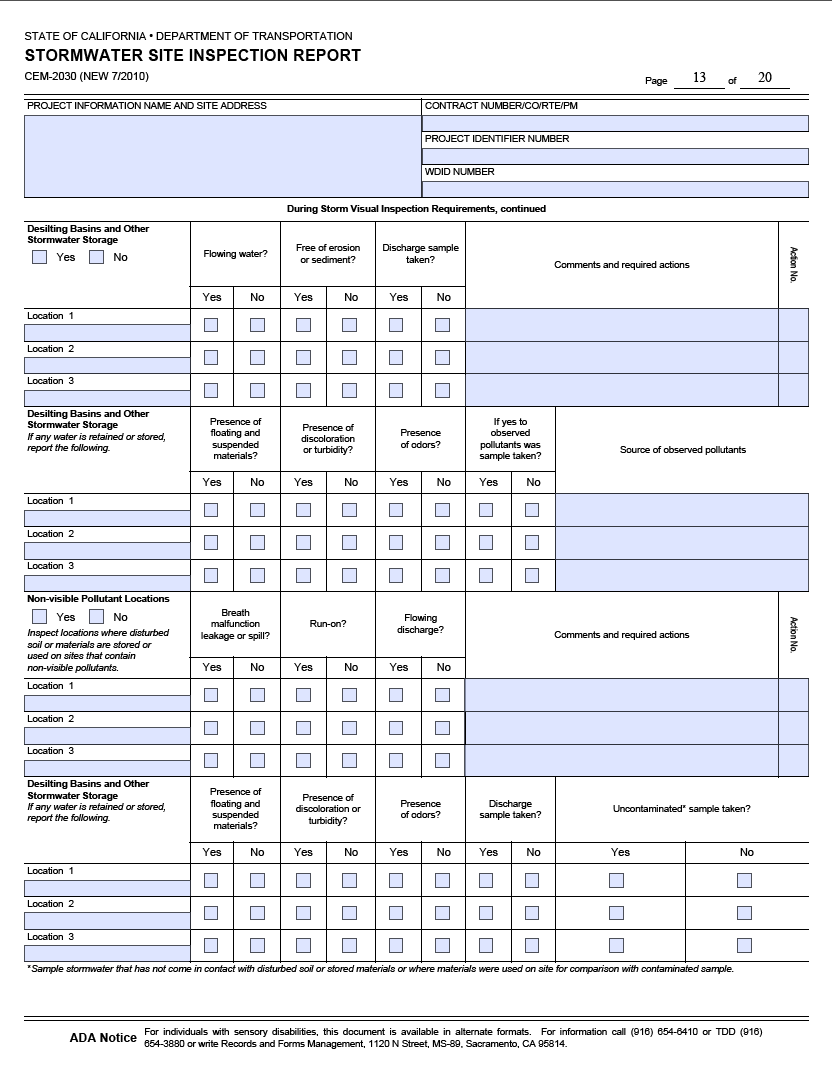 STATE OF CALIFORNIA • DEPARTMENT OF TRANSPORTATION
STORMWATER SITE INSPECTION REPORT
CEM-2030 (NEW 7/2010)
Page 13 of 20
PROJECT INFORMATION NAME AND SITE ADDRESS
CONTRACT NUMBER/CO/RTE/PM
PROJECT IDENTIFIER NUMBER
WDID NUMBER
During Storm Visual Inspection Requirements, continued
Desilting Basins and Other
Stormwater Storage
Yes No
Flowing water?
Free of erosion
or sediment?
Discharge sample
taken?
Comments and required actions
Action No.
Yes No Yes No Yes No
Location 1
Location 2
Location 3
Desilting Basins and Other
Stormwater Storage
If any water is retained or stored,
report the following.
Presence of
floating and
suspended
materials?
Presence of
discoloration
or turbidity?
Presence
of odors?
If yes to
observed
pollutants was
sample taken?
Source of observed pollutants
Yes No Yes No Yes No Yes No
Location 1
Location 2
Location 3
Non-visible Pollutant Locations
Yes No
Inspect locations where disturbed
soil or materials are stored or
used on sites that contain
non-visible pollutants.
Breath
malfunction
leakage or spill?
Run-on?
Flowing
discharge?
Comments and required actions
Action No.
Yes No Yes No Yes No
Location 1
Location 2
Location 3
Desilting Basins and Other
Stormwater Storage
If any water is retained or stored,
report the following.
Presence of
floating and
suspended
materials?
Presence of
discoloration or
turbidity?
Presence
of odors?
Discharge
sample taken?
Uncontaminated* sample taken?
Yes No Yes No Yes No Yes No Yes No
Location 1
Location 2
Location 3
*Sample stormwater that has not come in contact with disturbed soil or stored materials or where materials were used on site for comparison with contaminated sample.
ADA Notice
For individuals with sensory disabilities, this document is available in alternate formats. For information call (916) 654-6410 or TDD (916)
654-3880 or write Records and Forms Management, 1120 N Street, MS-89, Sacramento, CA 95814.